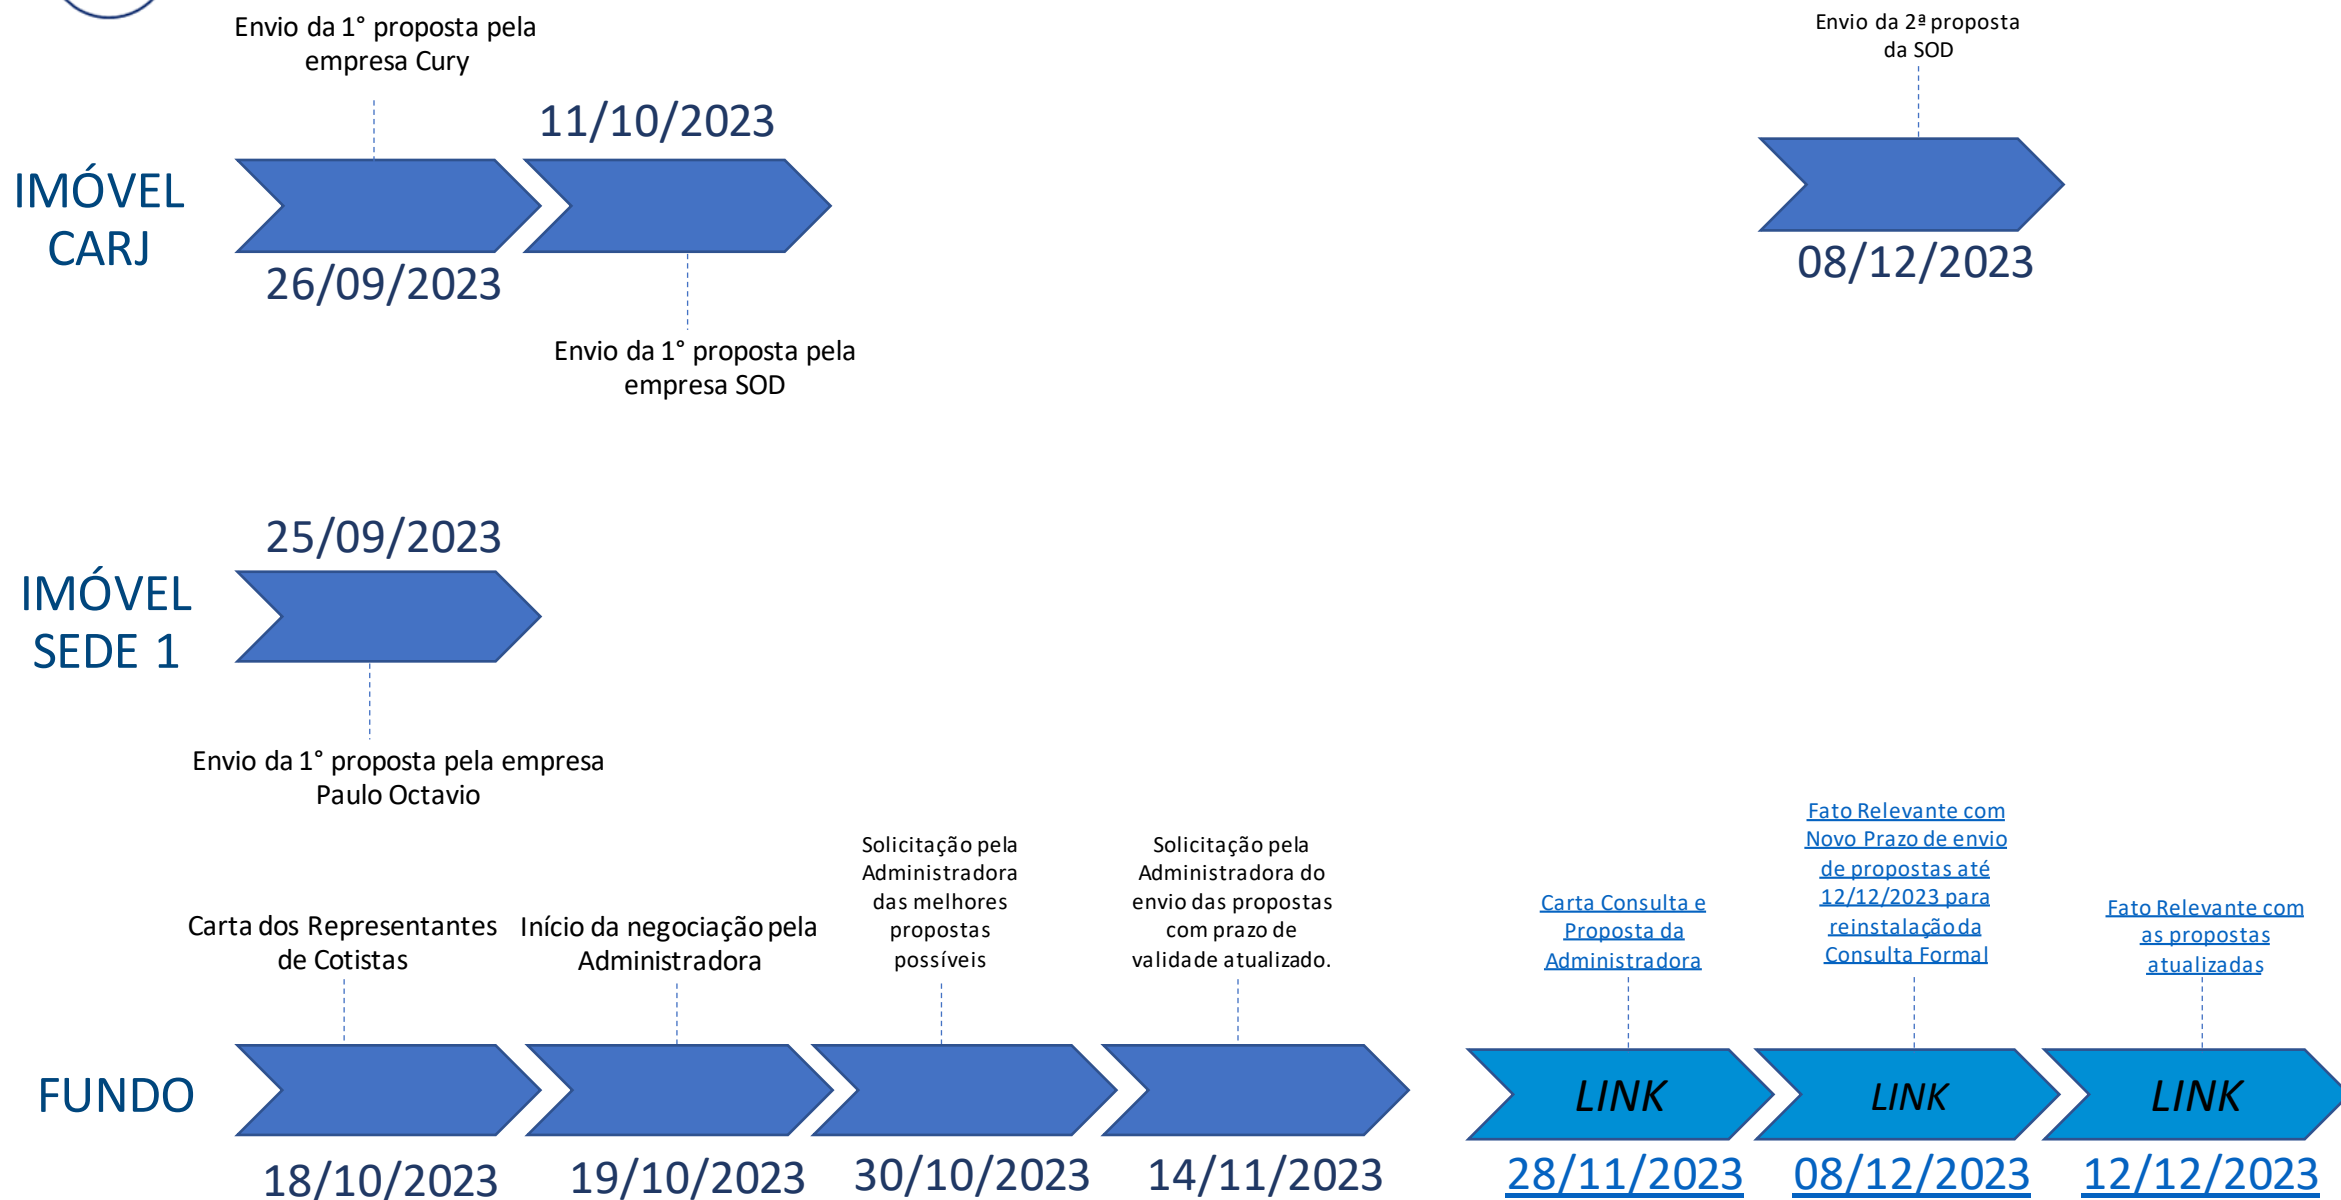 Envio da 1° proposta pela
empresa Cury
Envio da 2ª proposta
da SOD
11/10/2023
IMÓVEL
CARJ
26/09/2023
08/12/2023
Envio da 1° proposta pela
empresa SOD
25/09/2023
IMÓVEL
SEDE 1
Envio da 1° proposta pela empresa
Paulo Octavio
Carta dos Representantes
de Cotistas
Início da negociação pela
Administradora
Solicitação pela
Administradora
das melhores
propostas
possíveis
Solicitação pela
Administradora do
envio das propostas
com prazo de
validade atualizado.
Carta Consulta e
Proposta da
Administradora
Fato Relevante com
Novo Prazo de envio
de propostas até
12/12/2023 para
reinstalação da
Consulta Formal
Fato Relevante com
as propostas
atualizadas
FUNDO
LINK
LINK
LINK
18/10/2023
19/10/2023
30/10/2023
14/11/2023
28/11/2023
08/12/2023
12/12/2023